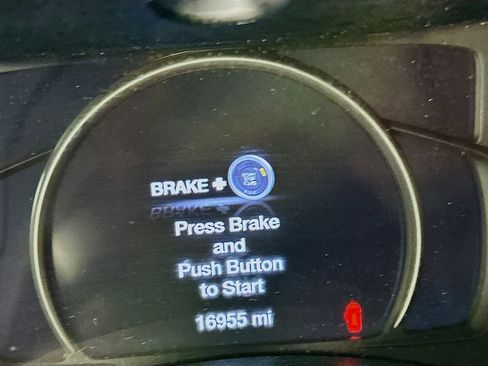 BRAKE +
Press Brake
and
Push Button
to Start
16955 mi